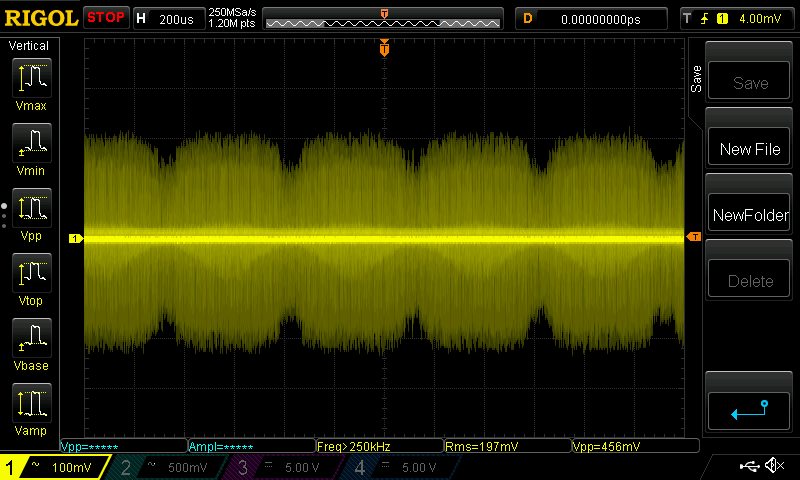 RIGOL STOP H 200us 250MSa/s 1.20M pts T D 0.00000000ps T 1 4.00mV
Vertical
Vmax
Vmin
Vpp
Vtop
Vbase
Vamp
T
1
T
Save
Save
New File
NewFolder
Delete
Vpp=***** Ampl=***** Freq>250kHz Rms=197mV Vpp=456mV
1 ~ 100mV 2 ~ 500mV 3 5.00 V 4 5.00 V